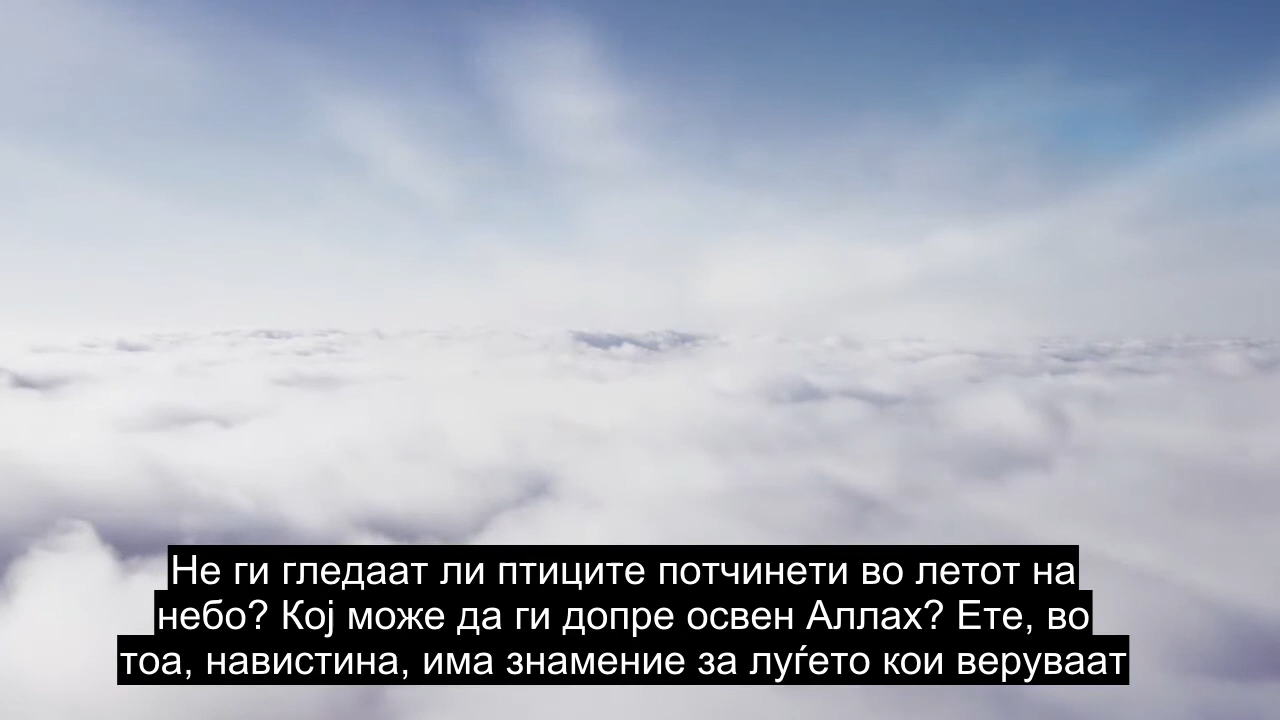 Не ги гледаат ли птиците потчинети во летот на
небо? Кој може да ги допре освен Аллах? Ете, во
тоа, навистина, има знамение за луѓето кои веруваат